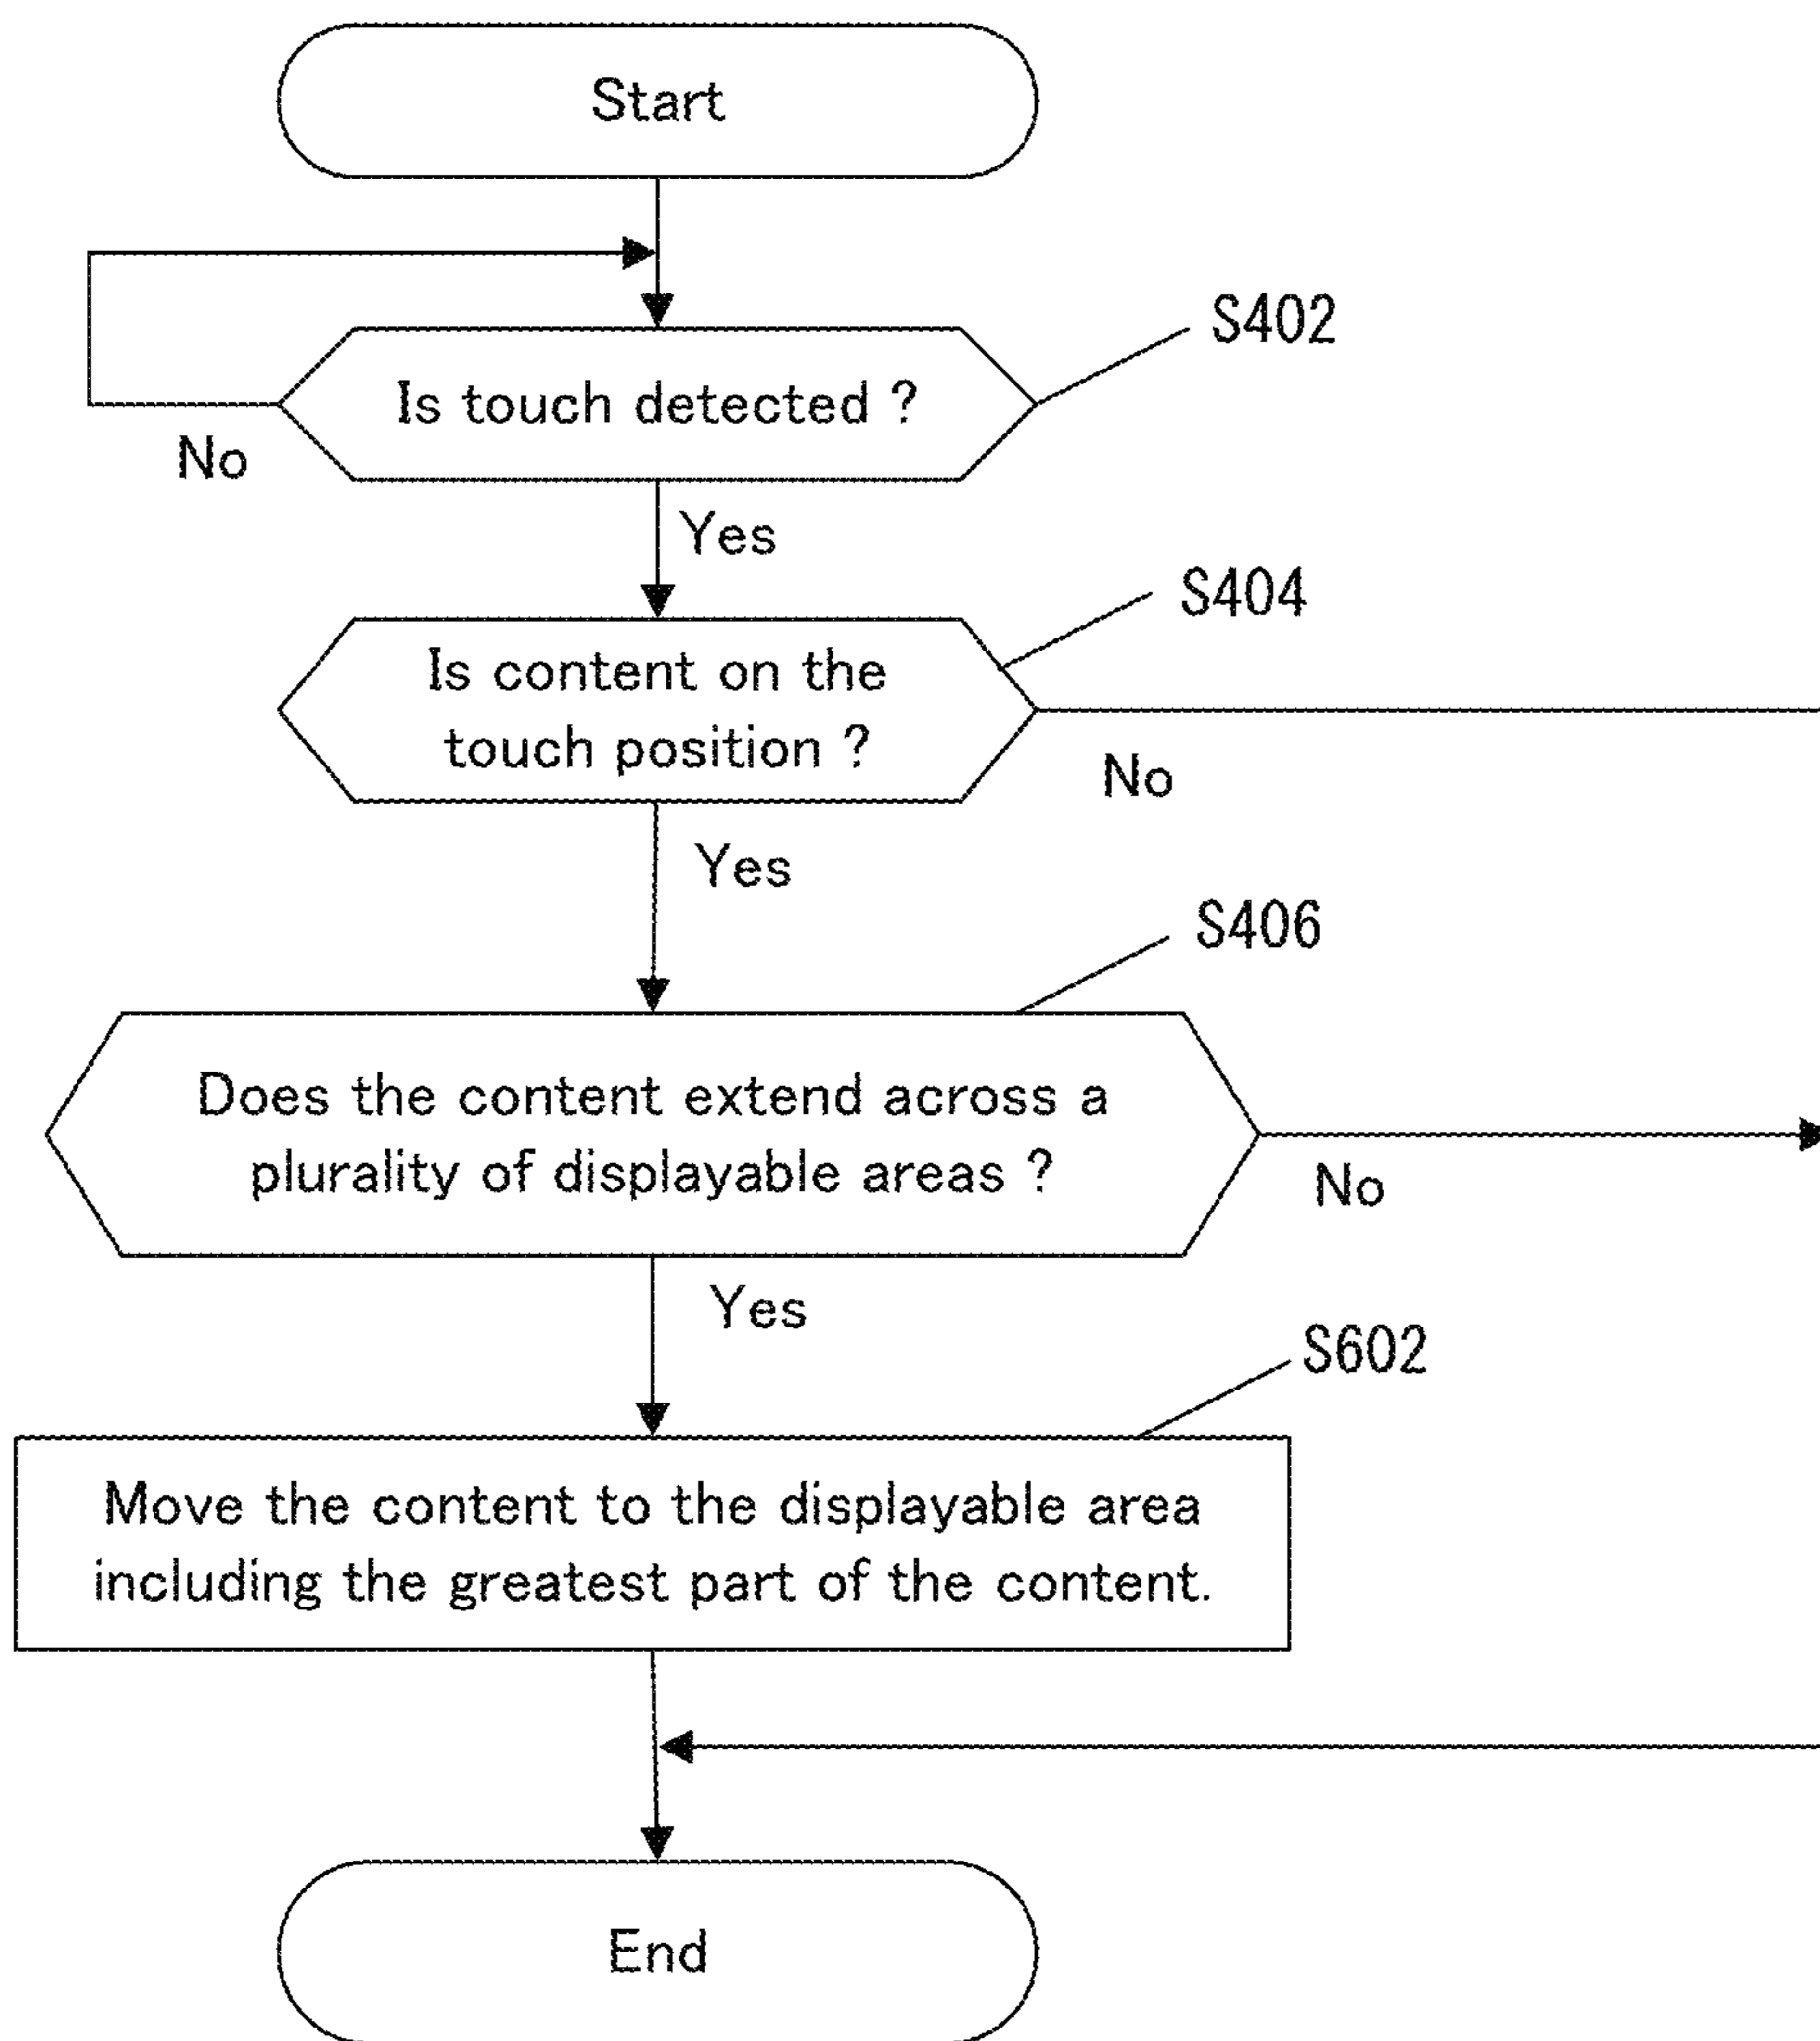 Start
S402
Is touch detected ?
No
Yes
S404
Is content on the
touch position ?
No
Yes
S406
Does the content extend across a
plurality of displayable areas ?
No
Yes
S602
Move the content to the displayable area
including the greatest part of the content.
End